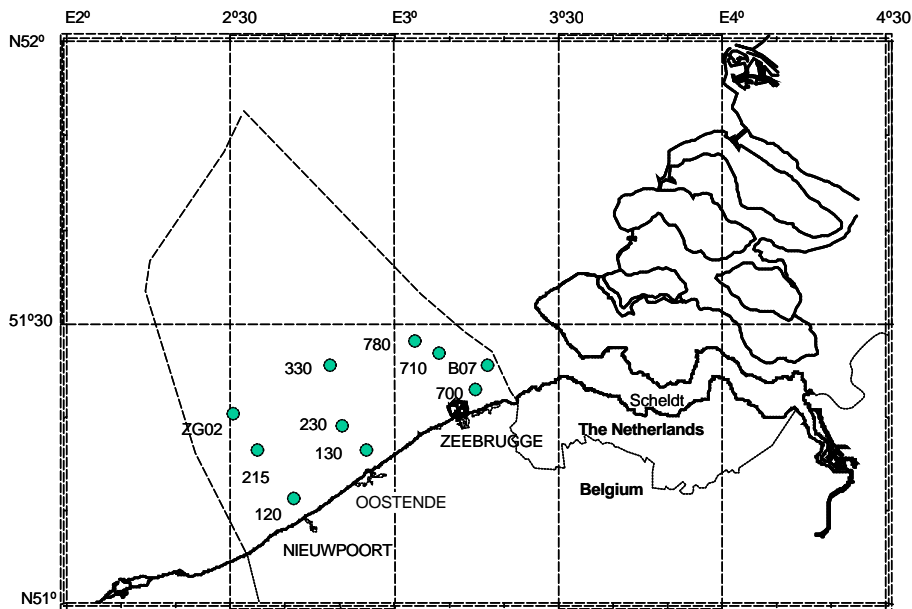 E2º 2º30 E3º 3º30 E4º 4º30
N52º
51º30
780
330 710 B07
700
Scheldt
ZG02 230 The Netherlands
130 ZEEBRUGGE
215
Belgium
OOSTENDE
120
NIEUWPOORT
N51º